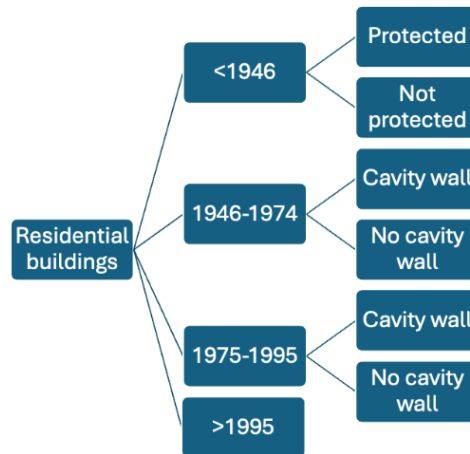 Residential
buildings
<1946
Protected
Not
protected
1946-1974
Cavity wall
No cavity
wall
1975-1995
Cavity wall
No cavity
wall
>1995